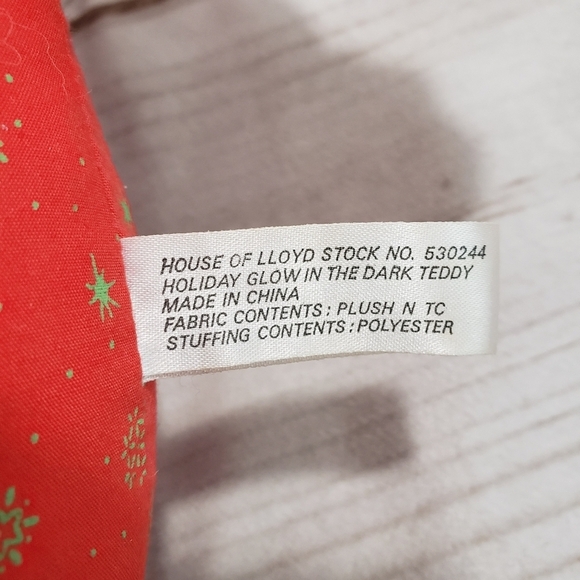 HOUSE OF LLOYD STOCK NO. 530244
HOLIDAY GLOW IN THE DARK TEDDY
MADE IN CHINA
FABRIC CONTENTS: PLUSH N TC
STUFFING CONTENTS: POLYESTER